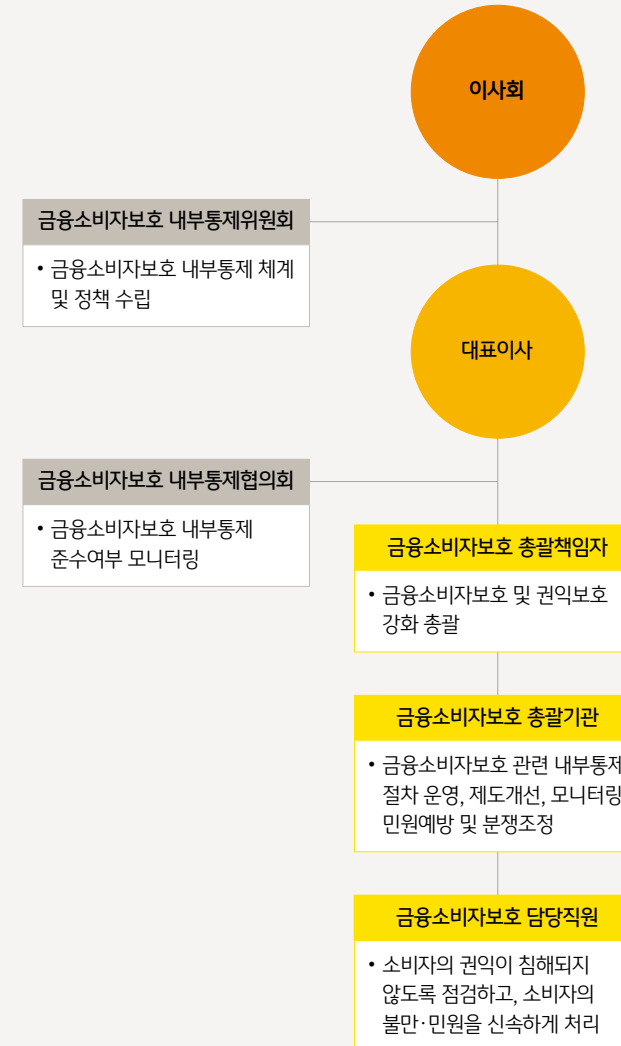 이사회
금융소비자보호 내부통제위원회
• 금융소비자보호 내부통제 체계
및 정책 수립
대표이사
금융소비자보호 내부통제협의회
• 금융소비자보호 내부통제
준수여부 모니터링
금융소비자보호 총괄책임자
• 금융소비자보호 및 권익보호
강화 총괄
금융소비자보호 총괄기관
• 금융소비자보호 관련 내부통제
절차 운영, 제도개선, 모니터링
민원예방 및 분쟁조정
금융소비자보호 담당직원
• 소비자의 권익이 침해되지
않도록 점검하고, 소비자의
불만·민원을 신속하게 처리